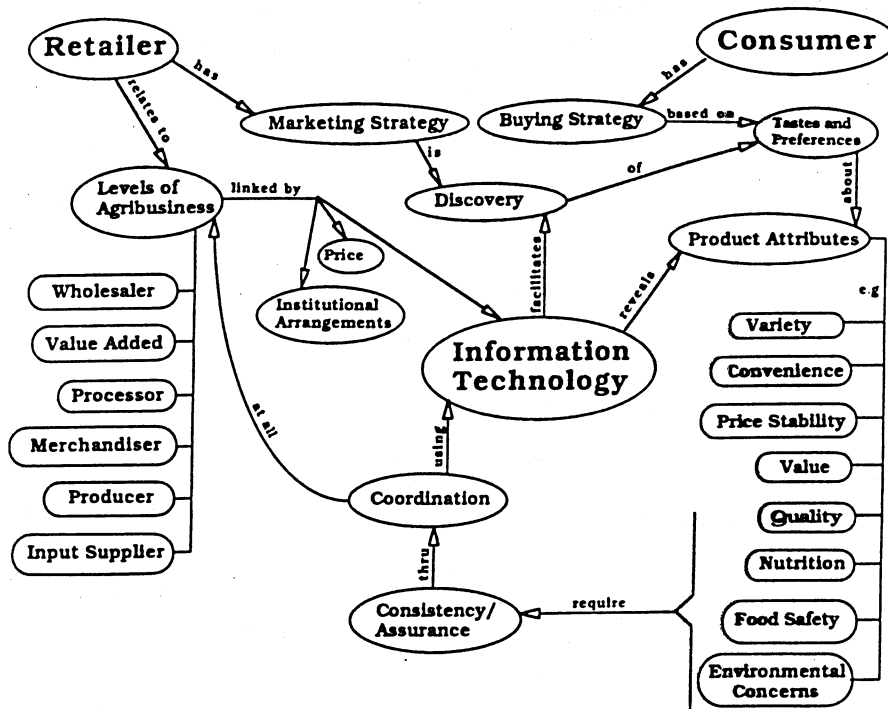 Retailer
Consumer
has
has
relates to
Marketing Strategy
Buying Strategy
based on
Tastes and
Preferences
is
of
about
Levels of
Agribusiness
linked by
Discovery
Product Attributes
Price
facilitates
reveals
e.g
Institutional
Arrangements
Wholesaler
Value Added
Processor
Merchandiser
Producer
Input Supplier
Information
Technology
Variety
Convenience
Price Stability
Value
Quality
Nutrition
Food Safety
Environmental
Concerns
at all
using
Coordination
thru
Consistency/
Assurance
require